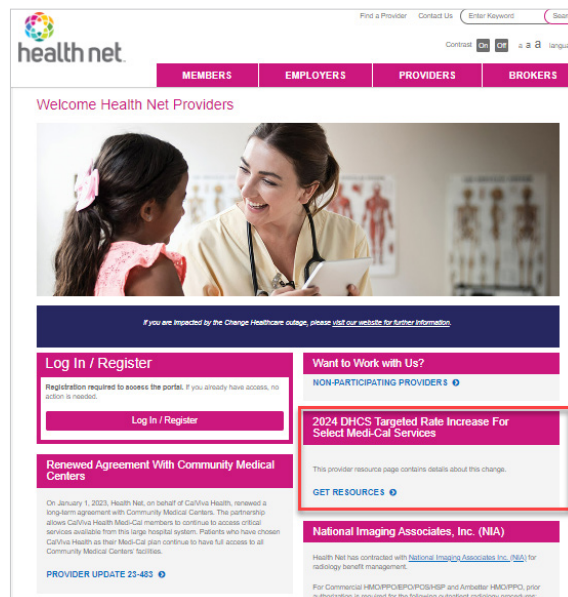 Find a Provider Contact Us Enter Keyword
Contrast On Off a a a
health net
MEMBERS EMPLOYERS PROVIDERS BROKERS
Welcome Health Net Providers
If you are impacted by the Change Healthcare outage, please visit our website for further information.
Log In / Register
Registration required to access the portal. If you already have access, no
action is needed.
Log In / Register
Renewed Agreement With Community Medical
Centers
On January 1, 2023, Health Net, on behalf of CalViva Health, renewed a
long-term agreement with Community Medical Centers. The partnership
allows CalViva Health Medi-Cal members to continue to access critical
services available from this large hospital system. Patients who have chosen
CalViva Health as their Medi-Cal plan continue to have full access to all
Community Medical Centers' facilities.
PROVIDER UPDATE 23-483
Want to Work with Us?
NON-PARTICIPATING PROVIDERS
2024 DHCS Targeted Rate Increase For
Select Medi-Cal Services
This provider resource page contains details about this change.
GET RESOURCES
National Imaging Associates, Inc. (NIA)
Health Net has contracted with National Imaging Associates Inc. (NIA) for
radiology benefit management.
For Commercial HMO/PPO/EPO/POS/HSP and Ambetter HMO/PPO, prior
authorization is required for the following outpatient radiology procedures: